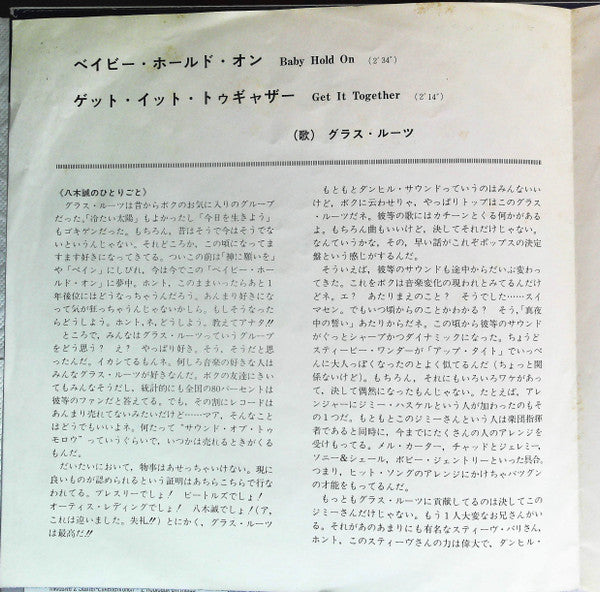 ベイビー・ホールド・オン Baby Hold On (2′34″)
ゲット・イット・トゥギャザー Get It Together (2′14″)
(歌) グラス・ルーツ
《八木誠のひとりごと》
グラス・ルーツは昔からボクのお気に入りのグループ
だった。「冷たい太陽」もよかったし「今日を生きよう」
もゴキゲンだった。もちろん、昔はそうで今はそうでな
いというんじゃない。それどころか、この頃になってま
すます好きになってきてる。ついこの前は「神に願いを」
や「ベイン」にしびれ、今は今でこの「ベイビー・ホー
ルド・オン」に夢中。ホント、このままいったらあと1
年後位にはどうなっちゃうんだろう。あんまり好きにな
って気が狂っちゃうんじゃないかしら。もしそうなった
らどうしよう。ホント、ネ、どうしよう。教えてアナタ!!
ところで、みんなはグラス・ルーツっていうグループ
をどう思う? え? やっぱり好き。そう、そうだと思
ったんだ。イカシてるもんネ。何しろ音楽の好きな人は
みんなグラス・ルーツが好きなんだ。ボクの友達にきい
てもみんなそうだし、統計的にも全国の80パーセントは
彼等のファンだと答えてる。でも、その割にレコードは
あんまり売れてないみたいだけど……マア、そんなこと
はどうでもいいよネ。何たって“サウンド・オブ・トゥ
モロウ”っていうぐらいで、いつかは売れるときがくる
もんだ。
だいたいにおいて、物事はあせっちゃいけない。現に
良いものが認められるという証明はあちらこちらで行な
われてる。プレスリーでしょ! ビートルズでしょ!
オーティス・レディングでしょ! 八木誠でしょ!(ア、
これは違いました。失礼!!) とにかく、グラス・ルーツ
は最高だ!!
もともとダンヒル・サウンドっていうのはみんないい
けど、ボクに云わせりゃ、やっぱりトップはこのグラス
・ルーツだネ。彼等の歌にはカチーンとくる何かがある
よ。もちろん曲もいいけど、決してそれだけじゃない。
なんていうかな、その、早い話がこれぞポップスの決定
盤という感じがするんだ。
そういえば、彼等のサウンドも途中からだいぶ変わっ
てきた。これをボクは音楽変化の現われとみてるんだけ
どネ。エ? あたりまえのこと? そうでした……スイ
マセン。でもいつ頃からのことかわかる? そう、「真夜
中の誓い」あたりからだネ。この頃から彼等のサウンド
がぐっとシャープかつダイナミックになった。ちょうど
スティービー・ワンダーが「アップ・タイト」でいっぺ
んに大人っぽくなったのとよく似てるんだ(ちょっと関
係ないけど)。もちろん、それにもいろいろワケがあっ
て、決して偶然になったもんじゃない。たとえば、アレ
ンジャーにジミー・ハスケルという人が加わったのもそ
の1つだ。もともとこのジミーさんという人は楽団指揮
者であると同時に、今までにたくさんの人のアレンジを
受けもってる。メル・カーター、チャッドとジェレミー、
ソニー&シェール、ボビー・ジェントリーといった具合。
つまり、ヒット・ソングのアレンジにかけちゃバツグン
の才能をもってるんだ。
もっともグラス・ルーツに貢献してるのは決してこの
ジミーさんだけじゃない。もう1人大変なお兄さんがい
る。それがあのあまりにも有名なスティーヴ・バリさん。
ホント、このスティーヴさんの力は偉大で、ダンヒル・